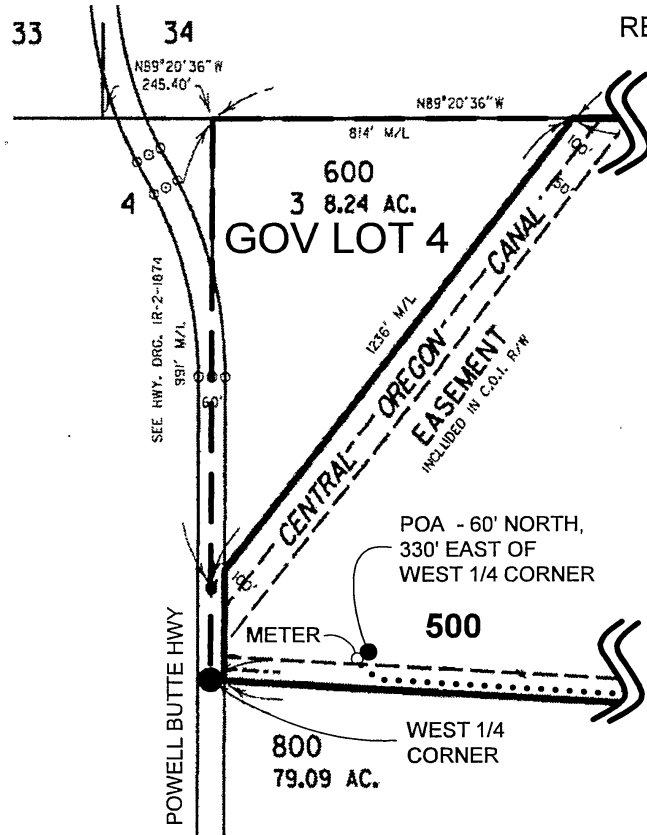 33
34
RE
N89°20'36"W
245.40'
N89°20'36"W
814' M/L
100'
50'
600
3 8.24 AC.
4
GOV LOT 4
SEE HWY. DRG. 1R-2-1874
991' M/L
60'
1236' M/L
CENTRAL OREGON CANAL
EASEMENT
INCLUDED IN C.O.I. R/W
100'
POA - 60' NORTH,
330' EAST OF
WEST 1/4 CORNER
METER
500
POWELL BUTTE HWY
WEST 1/4
CORNER
800
79.09 AC.